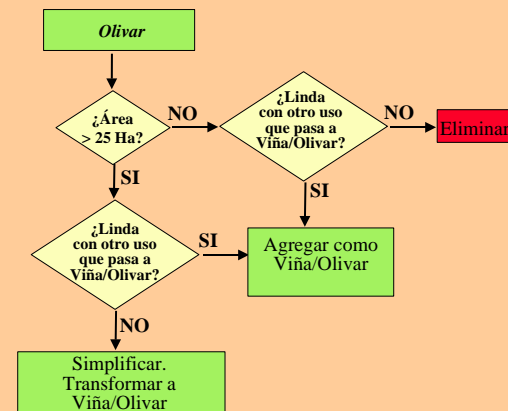 Olivar
¿Área
> 25 Ha?
NO
¿Linda
con otro uso
que pasa a
Viña/Olivar?
NO
Eliminar
SI
SI
¿Linda
con otro uso
que pasa a
Viña/Olivar?
SI
Agregar como
Viña/Olivar
NO
Simplificar.
Transformar a
Viña/Olivar